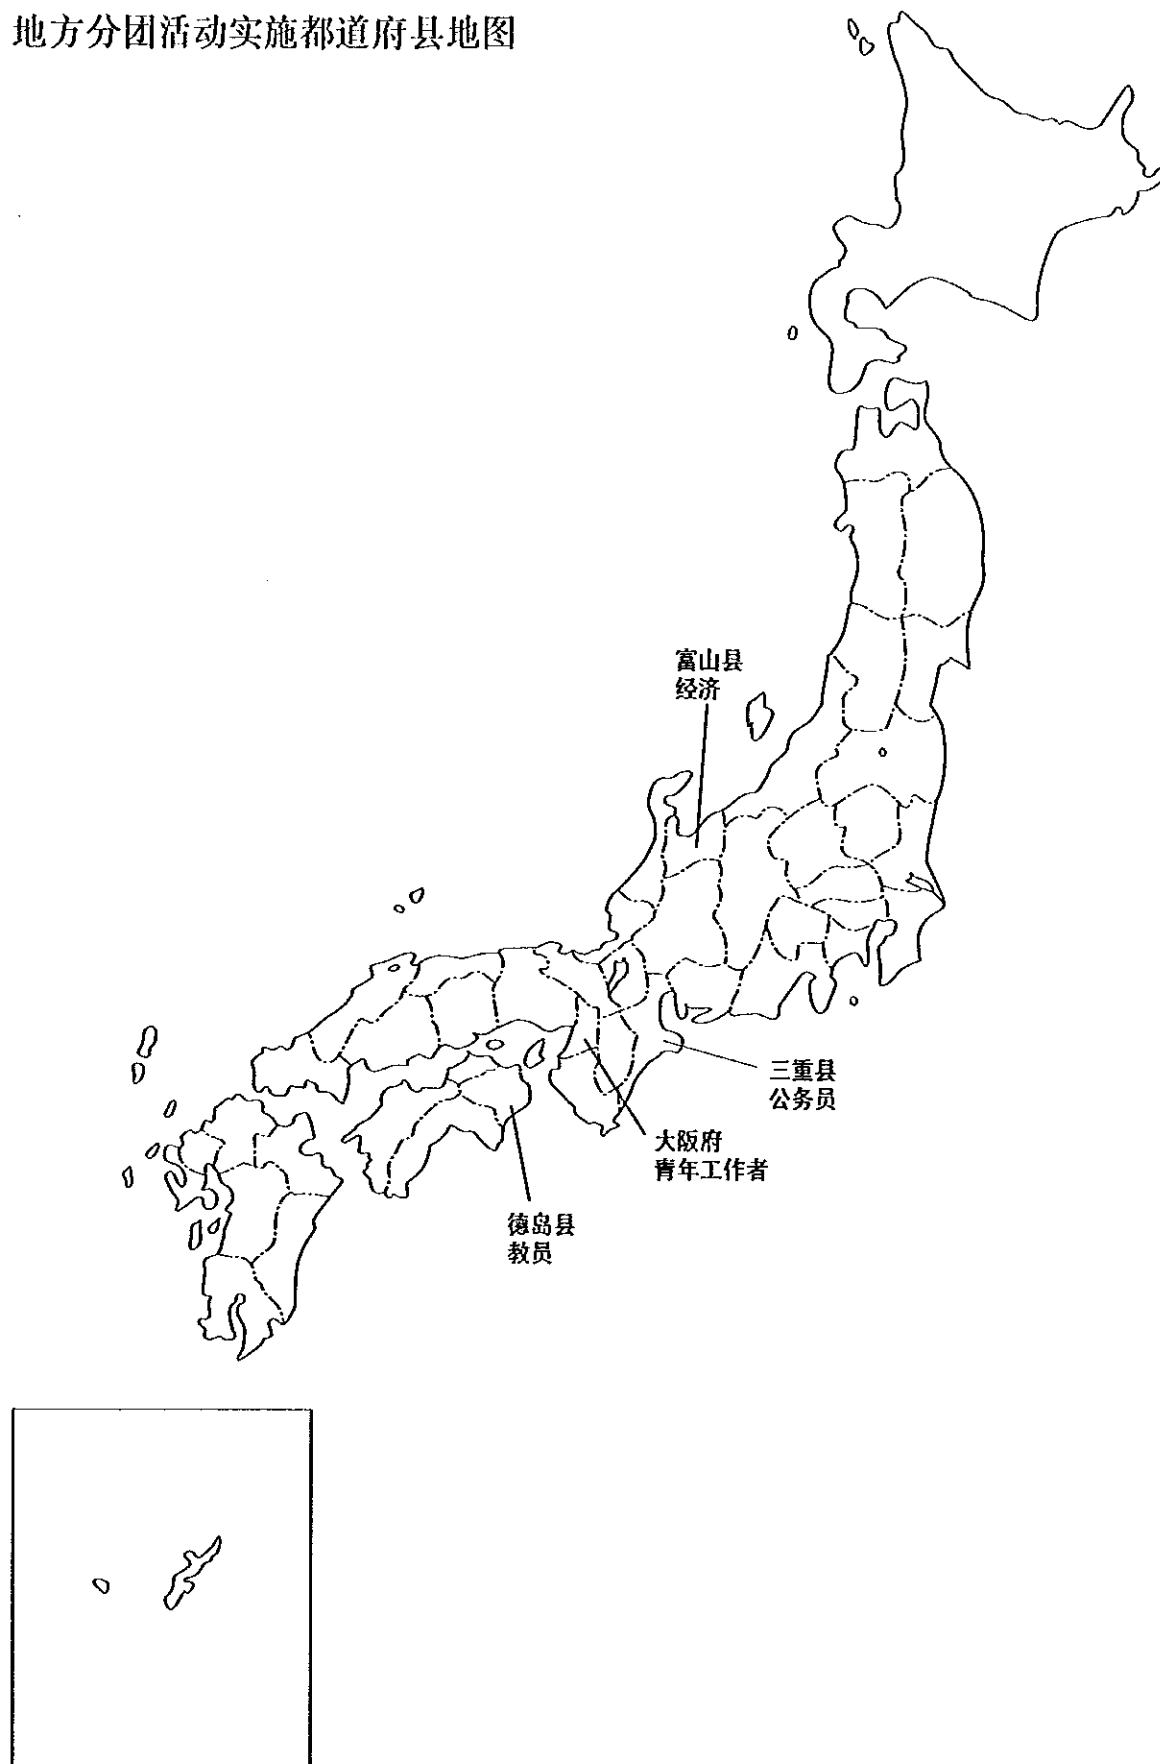 地方分团活动实施都道府县地图
富山县
经济
三重县
公务员
大阪府
青年工作者
德岛县
教员